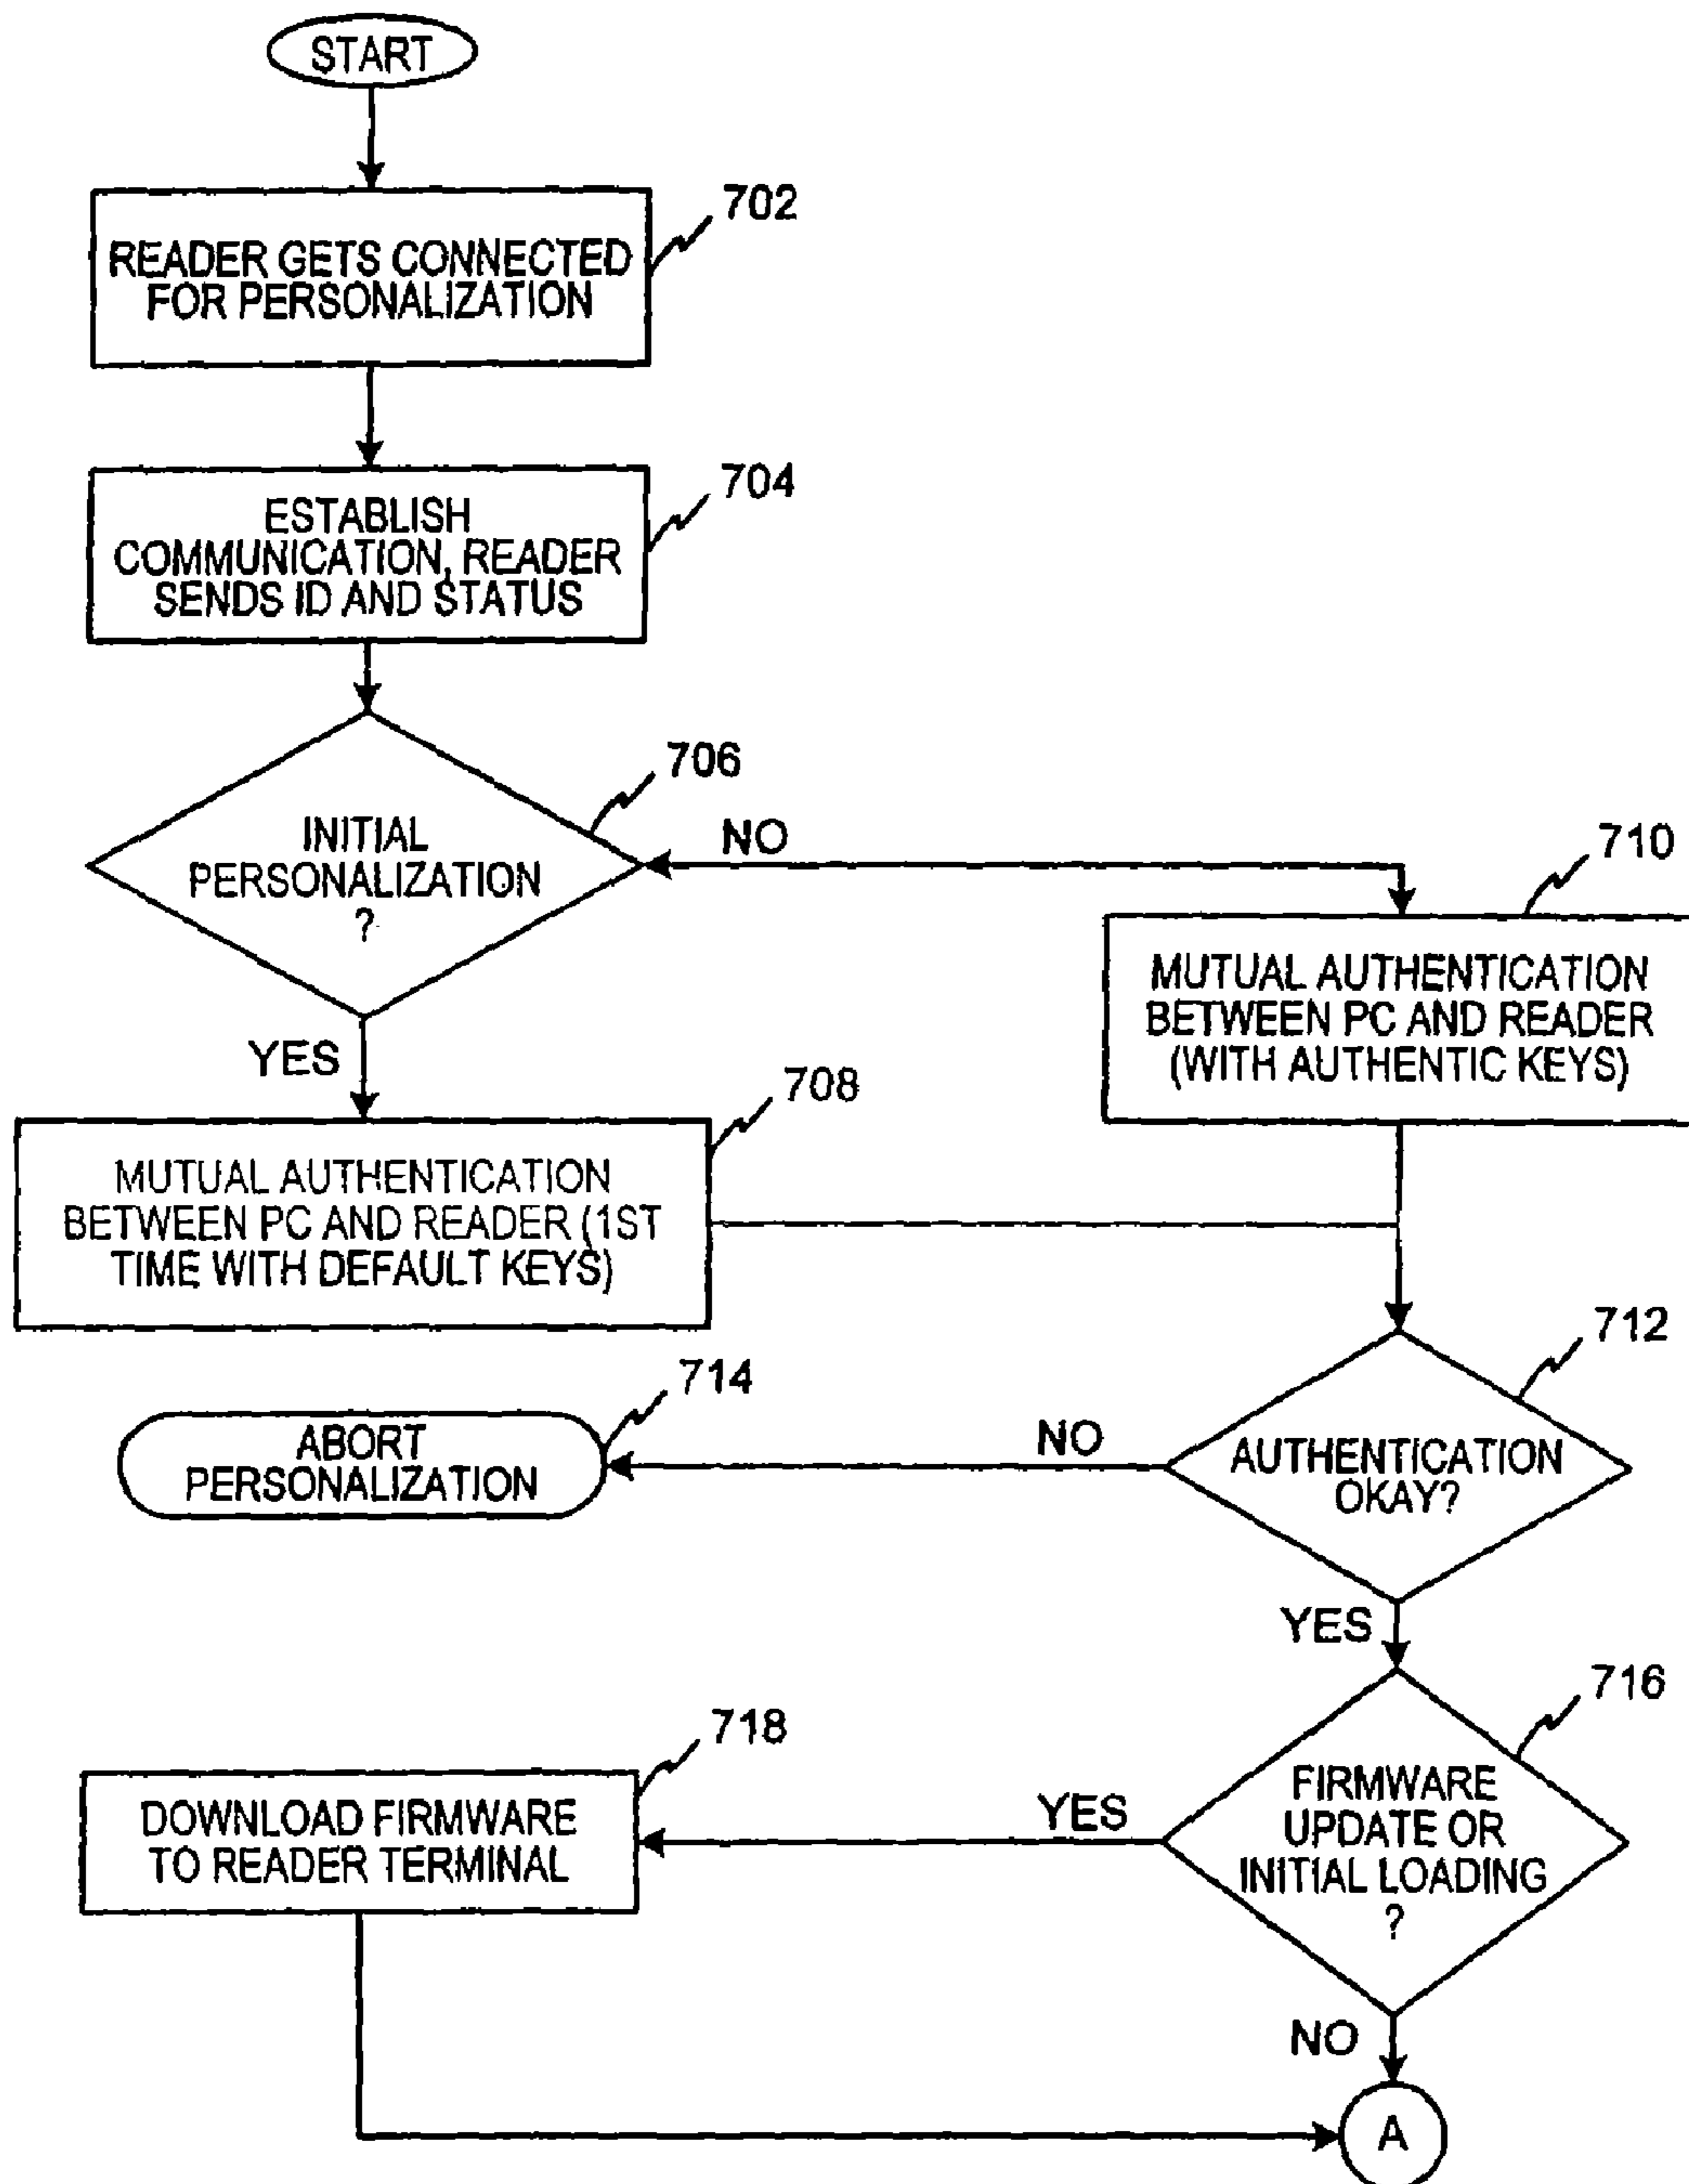 START
702
READER GETS CONNECTED
FOR PERSONALIZATION
704
ESTABLISH
COMMUNICATION, READER
SENDS ID AND STATUS
706
INITIAL
PERSONALIZATION
?
NO
710
MUTUAL AUTHENTICATION
BETWEEN PC AND READER
(WITH AUTHENTIC KEYS)
YES
708
MUTUAL AUTHENTICATION
BETWEEN PC AND READER (1ST
TIME WITH DEFAULT KEYS)
712
AUTHENTICATION
OKAY?
NO
714
ABORT
PERSONALIZATION
YES
716
FIRMWARE
UPDATE OR
INITIAL LOADING
?
YES
718
DOWNLOAD FIRMWARE
TO READER TERMINAL
NO
A